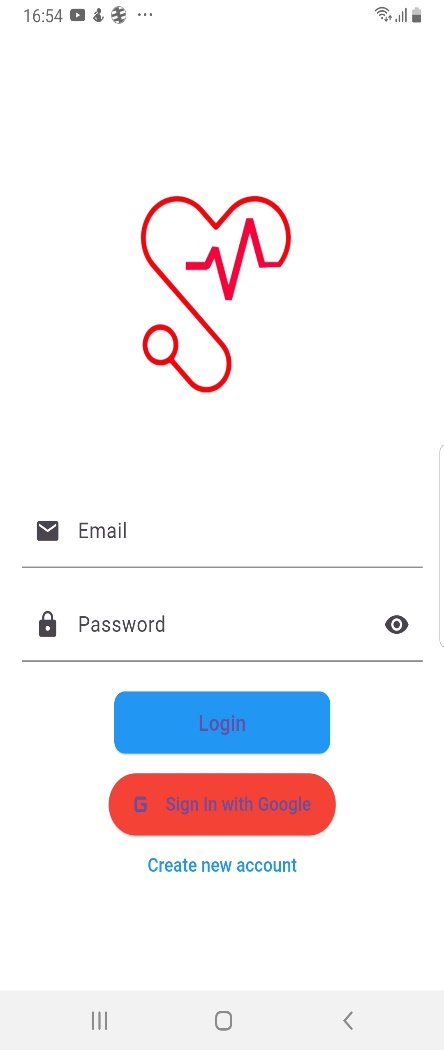 16:54
Email
Password
Login
G Sign In with Google
Create new account